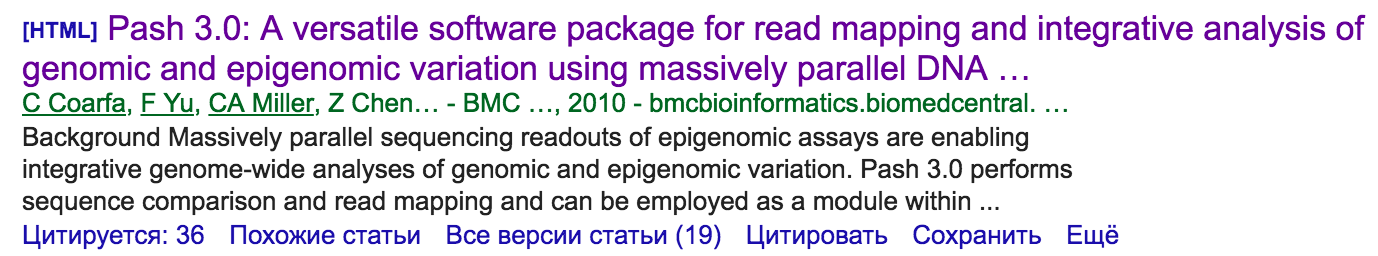 [HTML] Pash 3.0: A versatile software package for read mapping and integrative analysis of
genomic and epigenomic variation using massively parallel DNA …
C Coarfa, F Yu, CA Miller, Z Chen… - BMC …, 2010 - bmcbioinformatics.biomedcentral. …
Background Massively parallel sequencing readouts of epigenomic assays are enabling
integrative genome-wide analyses of genomic and epigenomic variation. Pash 3.0 performs
sequence comparison and read mapping and can be employed as a module within ...
Цитируется: 36 Похожие статьи Все версии статьи (19) Цитировать Сохранить Ещё